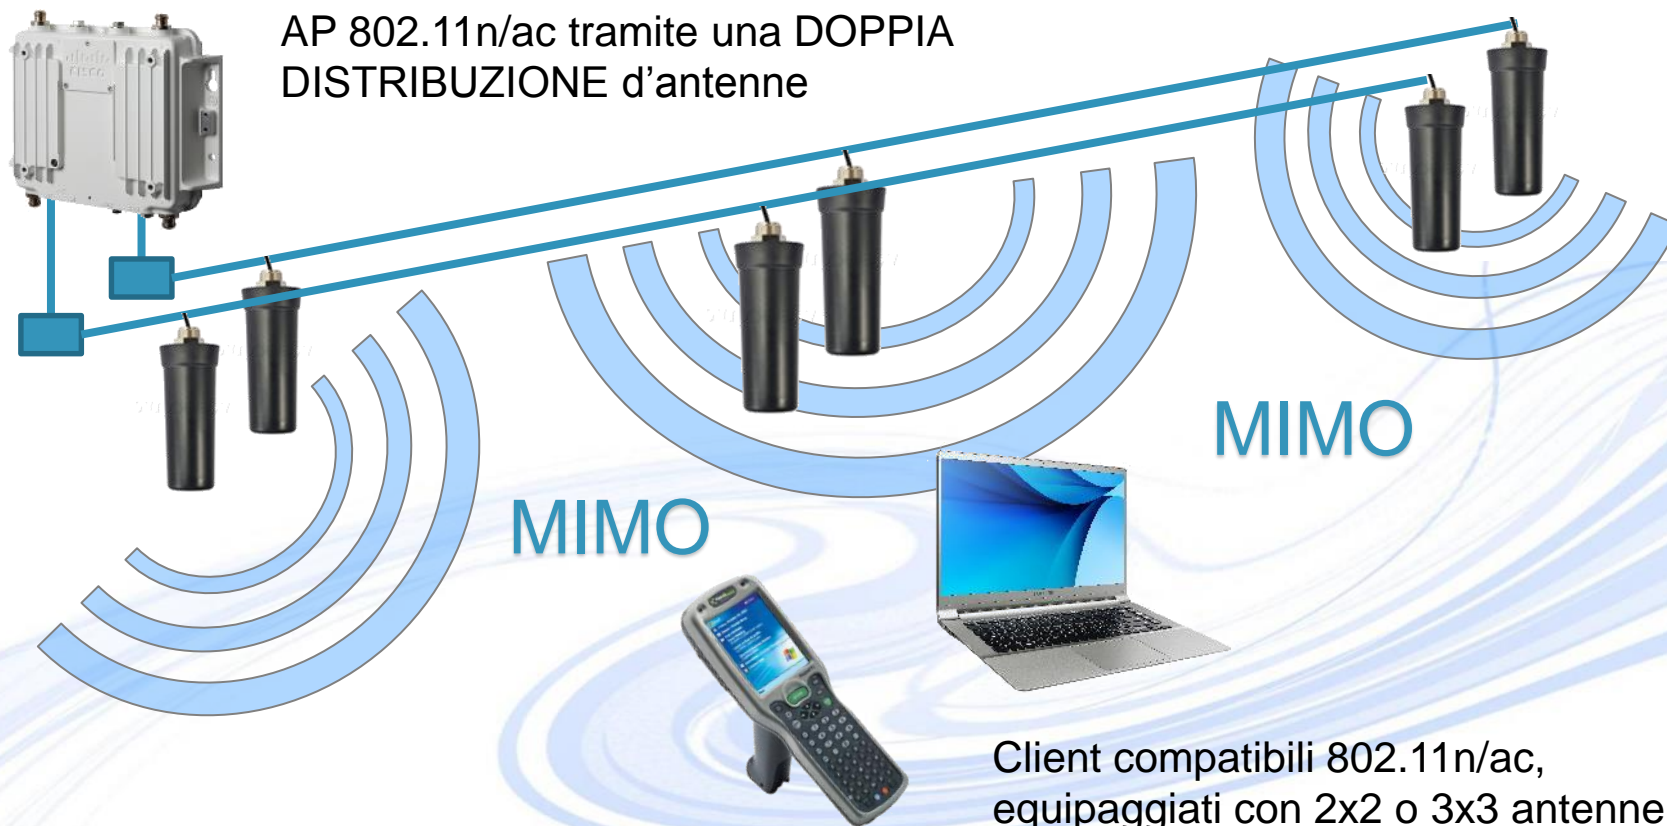 AP 802.11n/ac tramite una DOPPIA
DISTRIBUZIONE d’antenne
CISCO
MIMO
MIMO
Client compatibili 802.11n/ac,
equipaggiati con 2x2 o 3x3 antenne